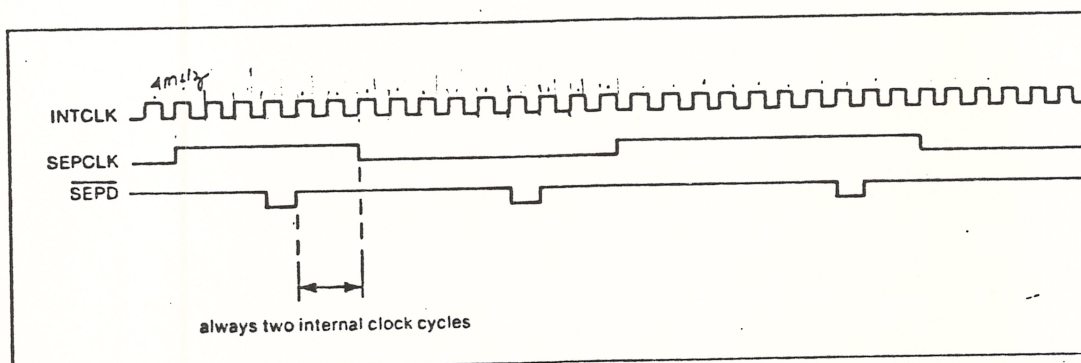 4MHz
INTCLK
SEPCLK
SEPD
always two internal clock cycles